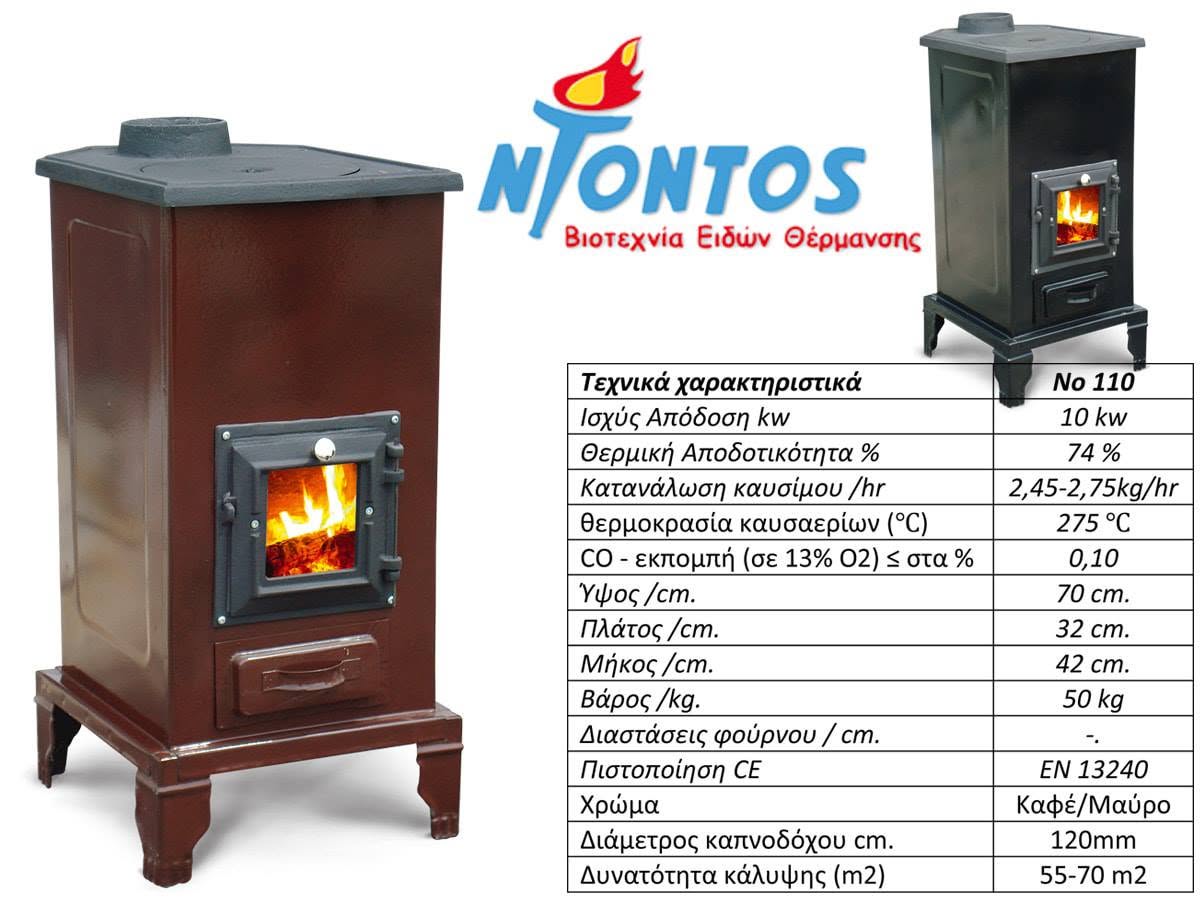 NTONTOS
Βιοτεχνία Ειδών Θέρμανσης
Τεχνικά χαρακτηριστικά No 110
Ισχύς Απόδοση kw 10 kw
Θερμική Αποδοτικότητα % 74 %
Κατανάλωση καυσίμου /hr 2,45-2,75kg/hr
θερμοκρασία καυσαερίων (℃) 275 ℃
CO - εκπομπή (σε 13% O2) ≤ στα % 0,10
Ύψος /cm. 70 cm.
Πλάτος /cm. 32 cm.
Μήκος /cm. 42 cm.
Βάρος /kg. 50 kg
Διαστάσεις φούρνου / cm. -.
Πιστοποίηση CE EN 13240
Χρώμα Καφέ/Μαύρο
Διάμετρος καπνοδόχου cm. 120mm
Δυνατότητα κάλυψης (m2) 55-70 m2